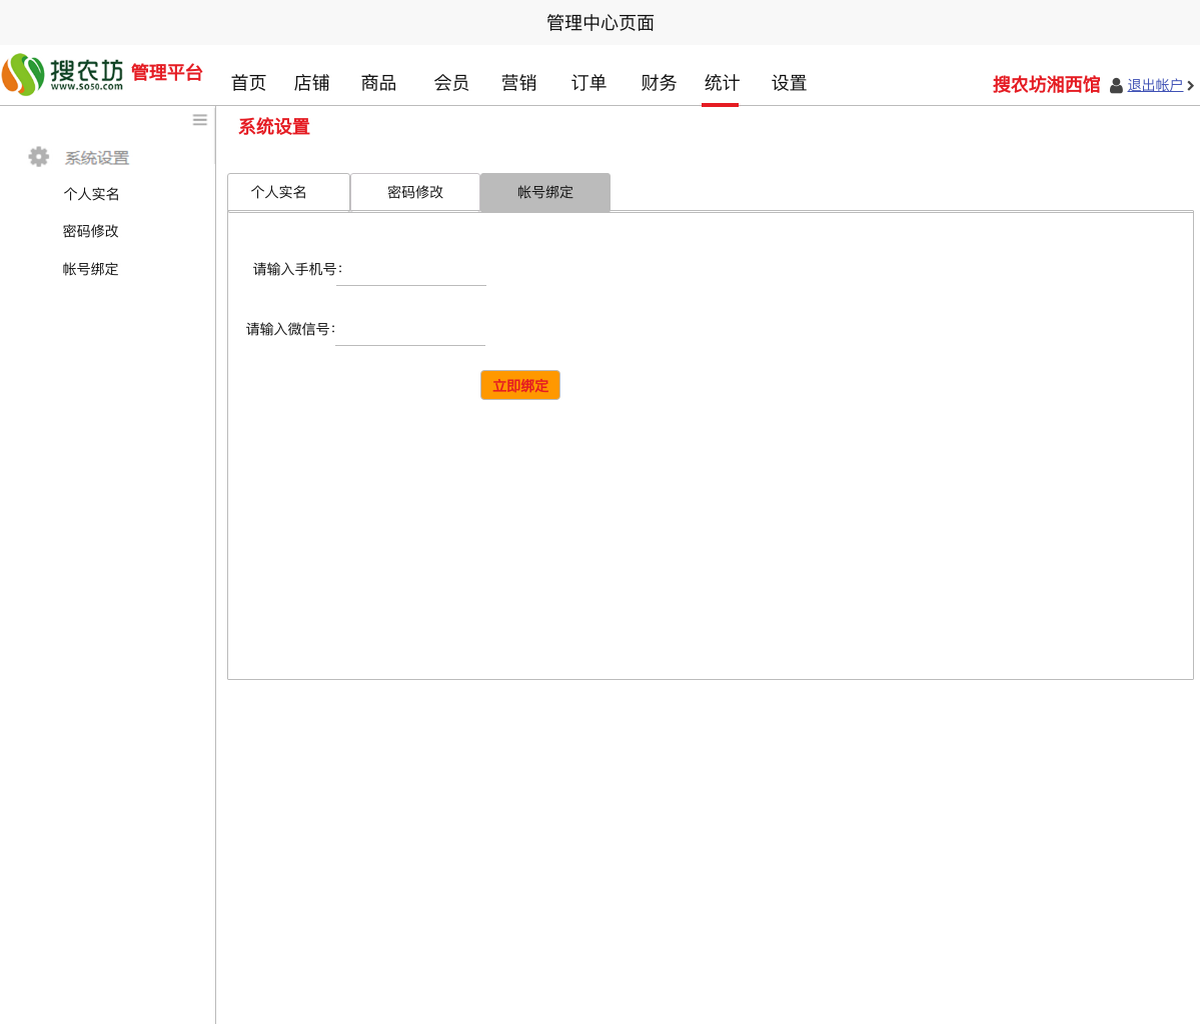 管理中心页面
搜农坊 管理平台
www.so50.com
首页 店铺 商品 会员 营销 订单 财务 统计 设置
搜农坊湘西馆 退出帐户
系统设置
个人实名
密码修改
帐号绑定
系统设置
个人实名 密码修改 帐号绑定
请输入手机号：
请输入微信号：
立即绑定